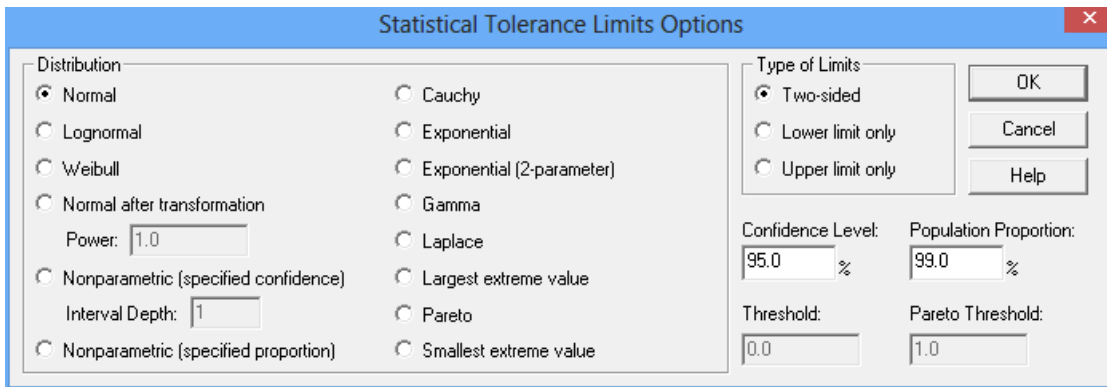 Statistical Tolerance Limits Options
Distribution
Normal
Lognormal
Weibull
Normal after transformation
Power: 1.0
Nonparametric (specified confidence)
Interval Depth: 1
Nonparametric (specified proportion)
Cauchy
Exponential
Exponential (2-parameter)
Gamma
Laplace
Largest extreme value
Pareto
Smallest extreme value
Type of Limits
Two-sided
Lower limit only
Upper limit only
OK
Cancel
Help
Confidence Level: Population Proportion:
95.0 % 99.0 %
Threshold: Pareto Threshold:
0.0 1.0